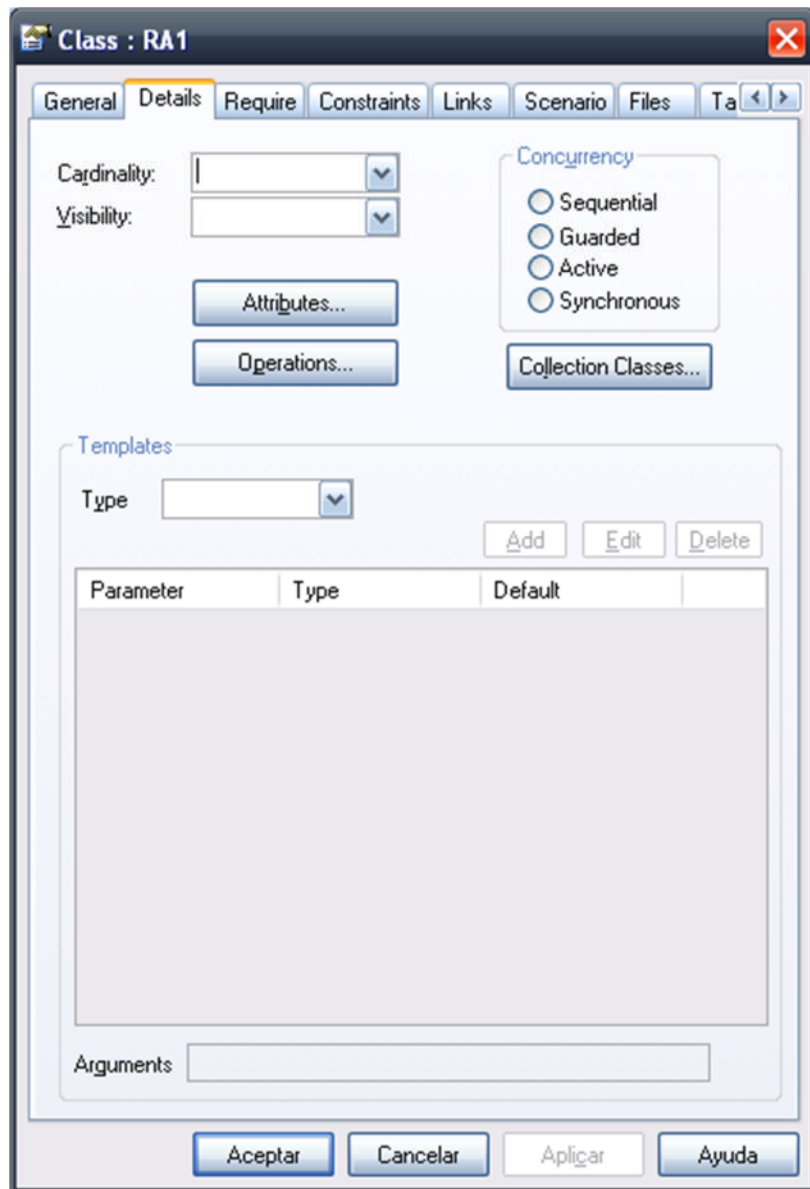 Class : RA1
General Details Require Constraints Links Scenario Files Ta
Cardinality:
Visibility:
Concurrency
Sequential
Guarded
Active
Synchronous
Attributes...
Operations...
Collection Classes...
Templates
Type
Add Edit Delete
Parameter Type Default
Arguments
Aceptar Cancelar Aplicar Ayuda